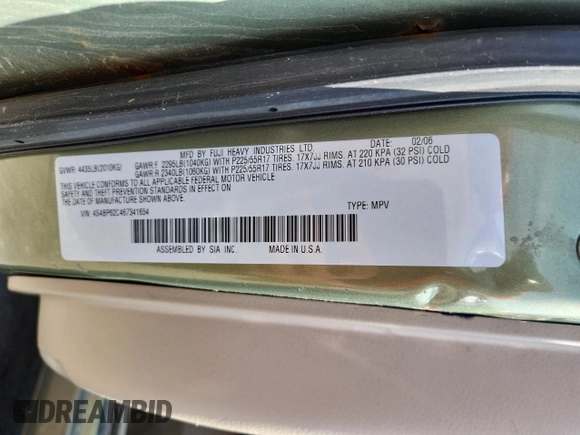 MFD BY FUJI HEAVY INDUSTRIES LTD. DATE: 02/06
GVWR: 4435LB(2010KG) GAWR:F 2295LB(1040KG) WITH P225/55R17 TIRES. 17X7JJ RIMS. AT 220 KPA (32 PSI) COLD
GAWR:R 2340LB(1060KG) WITH P225/55R17 TIRES. 17X7JJ RIMS. AT 210 KPA (30 PSI) COLD
THIS VEHICLE CONFORMS TO ALL APPLICABLE FEDERAL MOTOR VEHICLE
SAFETY AND THEFT PREVENTION STANDARDS IN EFFECT ON
THE DATE OF MANUFACTURE SHOWN ABOVE.
VIN: 4S4BP62C467341654 TYPE: MPV
ASSEMBLED BY SIA INC. MADE IN U.S.A.
DREAMBID